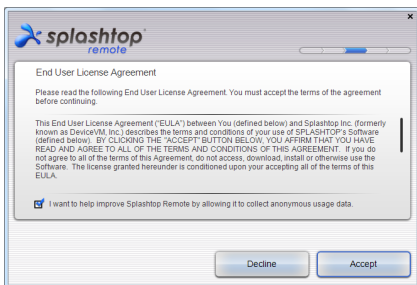 splashtop
remote
End User License Agreement
Please read the following End User License Agreement. You must accept the terms of the agreement
before continuing.
This End User License Agreement ("EULA") between You (defined below) and Splashtop Inc. (formerly
known as DeviceVM, Inc.) describes the terms and conditions of your use of SPLASHTOP's Software
(defined below). BY CLICKING THE "ACCEPT" BUTTON BELOW, YOU AFFIRM THAT YOU HAVE
READ AND AGREE TO ALL OF THE TERMS AND CONDITIONS OF THIS AGREEMENT. If you do
not agree to all of the terms of this Agreement, do not access, download, install or otherwise use the
Software. The license granted hereunder is conditioned upon your accepting all of the terms of this
EULA.
I want to help improve Splashtop Remote by allowing it to collect anonymous usage data.
Decline Accept